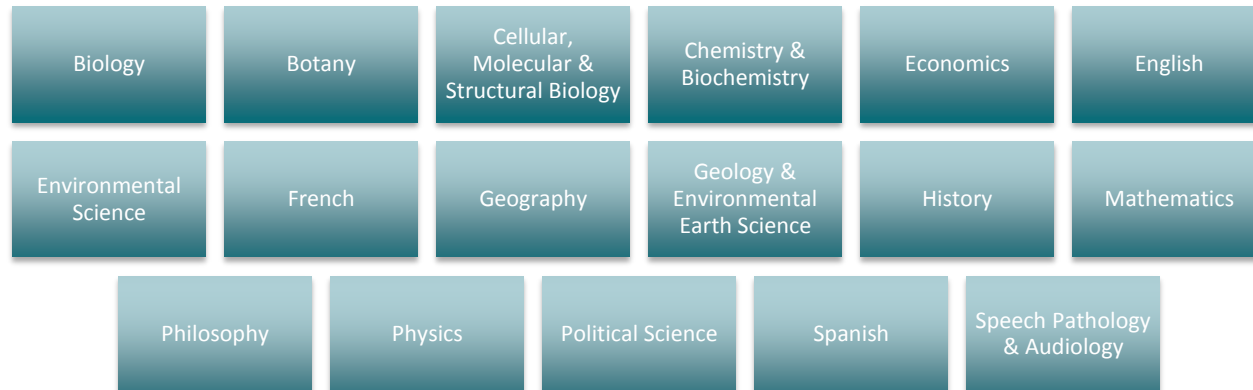 Biology
Botany
Cellular,
Molecular &
Structural Biology
Chemistry &
Biochemistry
Economics
English
Environmental
Science
French
Geography
Geology &
Environmental
Earth Science
History
Mathematics
Philosophy
Physics
Political Science
Spanish
Speech Pathology
& Audiology